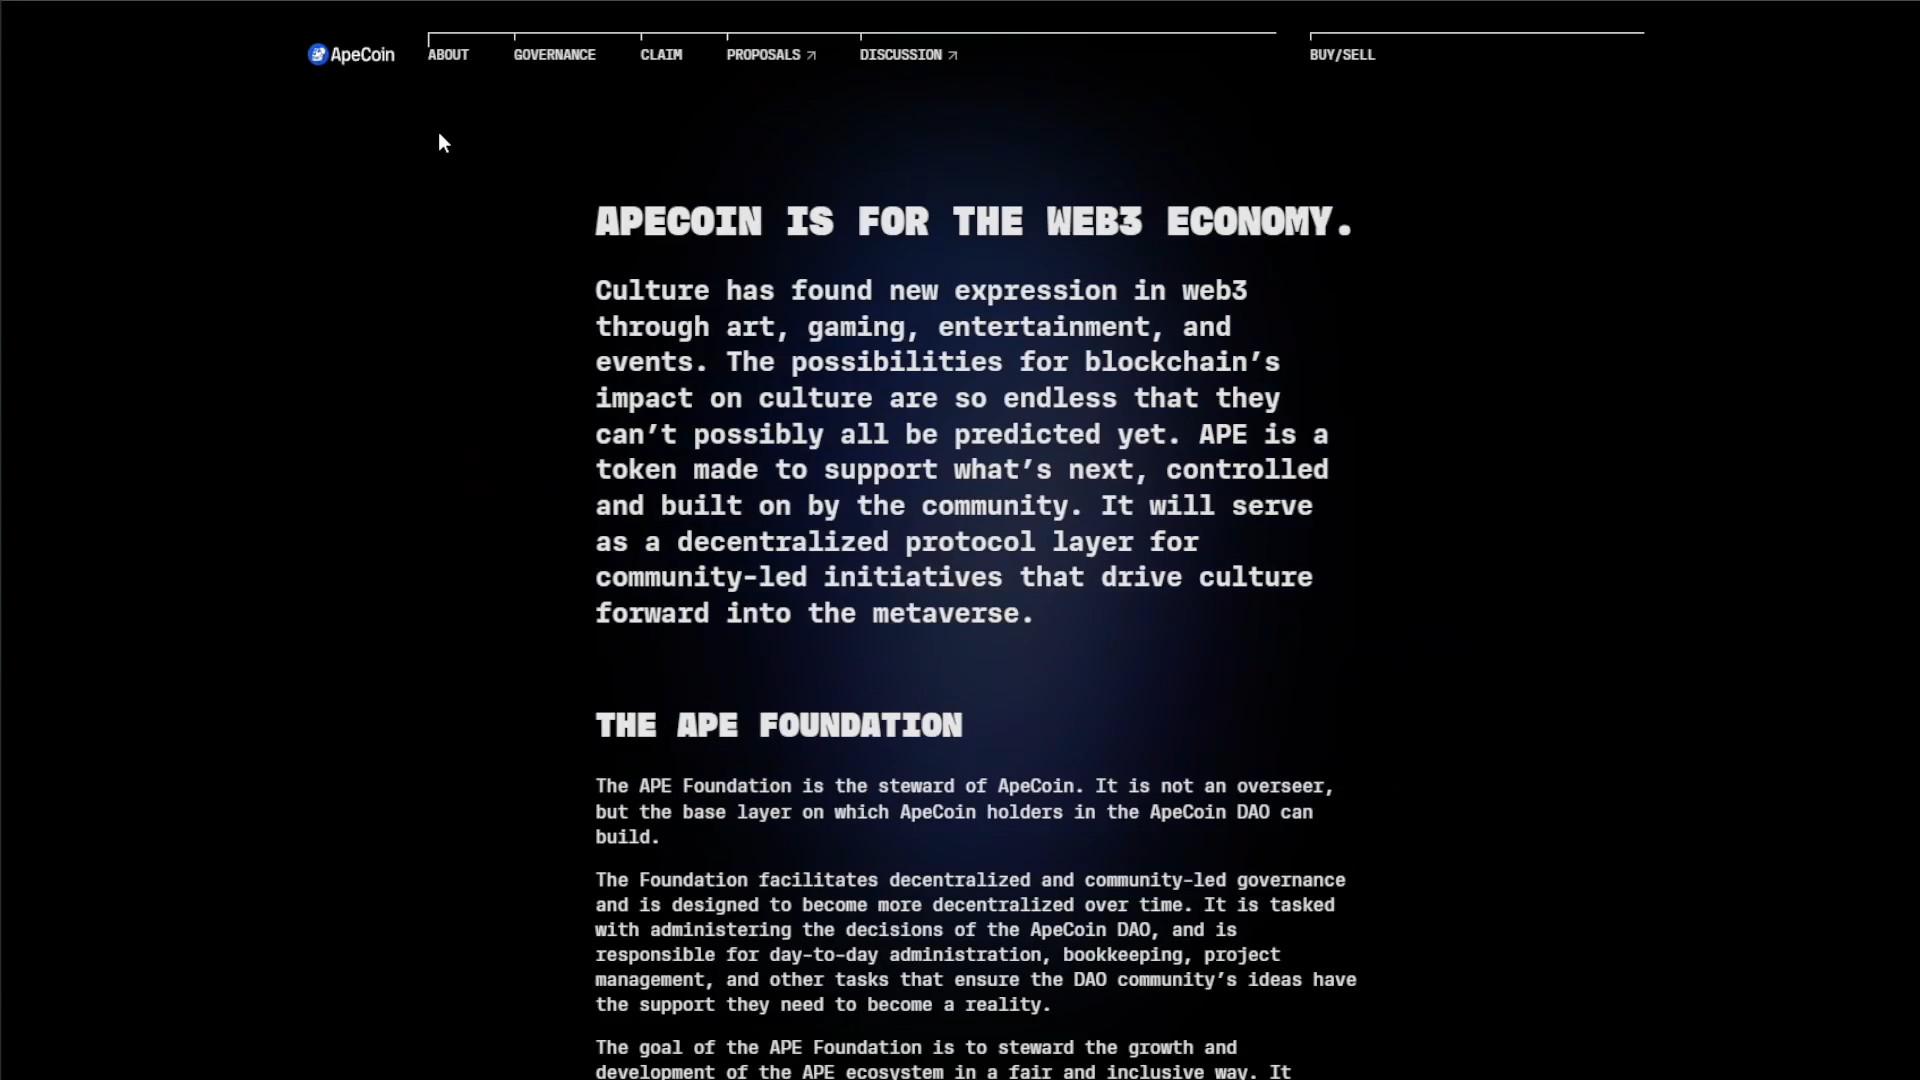 ApeCoin
ABOUT
GOVERNANCE
CLAIM
PROPOSALS ↗
DISCUSSION ↗
BUY/SELL
APECOIN IS FOR THE WEB3 ECONOMY.
Culture has found new expression in web3
through art, gaming, entertainment, and
events. The possibilities for blockchain’s
impact on culture are so endless that they
can’t possibly all be predicted yet. APE is a
token made to support what’s next, controlled
and built on by the community. It will serve
as a decentralized protocol layer for
community-led initiatives that drive culture
forward into the metaverse.
THE APE FOUNDATION
The APE Foundation is the steward of ApeCoin. It is not an overseer,
but the base layer on which ApeCoin holders in the ApeCoin DAO can
build.
The Foundation facilitates decentralized and community-led governance
and is designed to become more decentralized over time. It is tasked
with administering the decisions of the ApeCoin DAO, and is
responsible for day-to-day administration, bookkeeping, project
management, and other tasks that ensure the DAO community’s ideas have
the support they need to become a reality.
The goal of the APE Foundation is to steward the growth and
development of the APE ecosystem in a fair and inclusive way. It